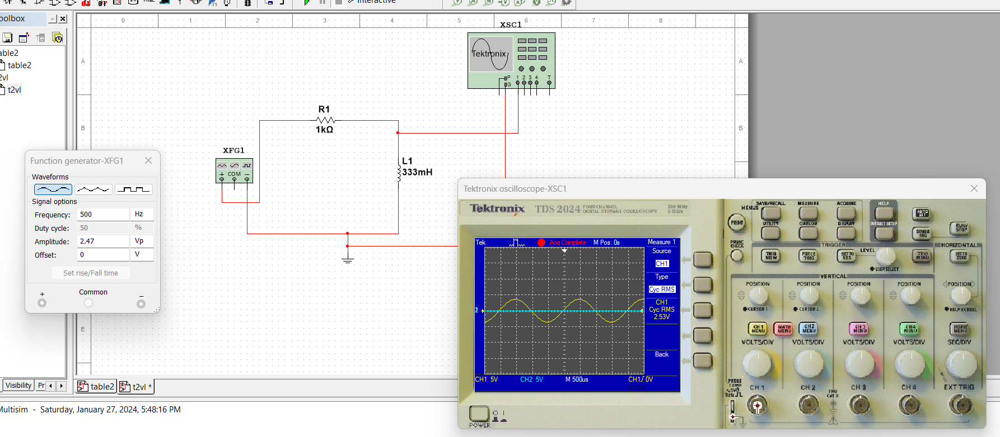 Interactive
oolbox
able2
table2
2vl
t2vl
0 1 2 3 4 5 6 7 8
A
B
E
A
B
XSC1
Tektronix
P
G
1 2 3 4 T
R1
1kΩ
XFG1
+ COM −
L1
333mH
Function generator-XFG1
Waveforms
Signal options
Frequency: 500 Hz
Duty cycle: 50 %
Amplitude: 2.47 Vp
Offset: 0 V
Set rise/Fall time
+ Common −
Tektronix oscilloscope-XSC1
Tektronix TDS 2024 FOUR CHANNEL
DIGITAL STORAGE OSCILLOSCOPE
200 MHz
2 GS/s
Tek Acq Complete M Pos: 0s Measure 1
Source
CH1
Type
Cyc RMS
CH1
Cyc RMS
2.53V
Back
CH1 5V CH2 5V M 500us CH1 0V
POWER
MENUS
SAVE/RECALL MEASURE ACQUIRE HELP
UTILITY CURSOR DISPLAY DEFAULT SETUP
AUTO SET
SINGLE SEQ
RUN/STOP
PRINT
PROBE CHECK
TRIGGER
TRIG VIEW
FORCE TRIG
SET TO 50%
LEVEL
USER SELECT
TRIG MENU
HORIZONTAL
SET TO ZERO
VERTICAL
POSITION POSITION POSITION POSITION POSITION
CURSOR 1 CURSOR 2 HELP SCROLL
CH 1 MENU
MATH MENU
CH 2 MENU
CH 3 MENU
CH 4 MENU
HORIZ MENU
VOLTS/DIV VOLTS/DIV VOLTS/DIV VOLTS/DIV SEC/DIV
PROBE COMP
~5V
1kHz
CH 1 CH 2 300V CAT II CH 3 CH 4 EXT TRIG
Visibility Pr
table2 t2vl *
Multisim - Saturday, January 27, 2024, 5:48:16 PM